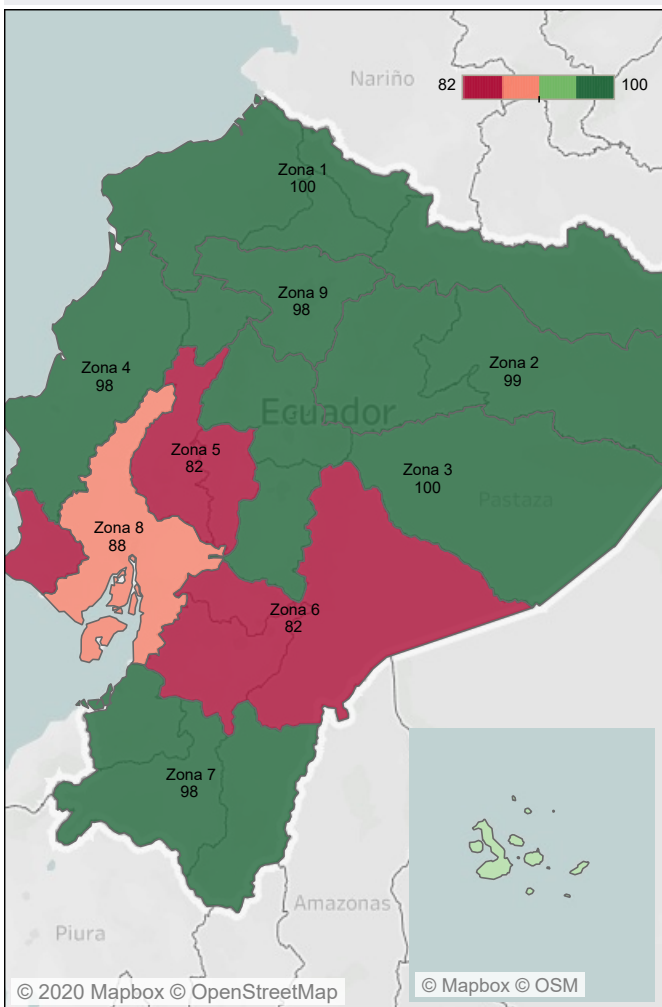 Nariño
82
100
Zona 1
100
Zona 9
98
Zona 2
99
Zona 4
98
Ecuador
Zona 5
82
Zona 3
100
Pastaza
Zona 8
88
Zona 6
82
Zona 7
98
Amazonas
Piura
© 2020 Mapbox © OpenStreetMap
© Mapbox © OSM